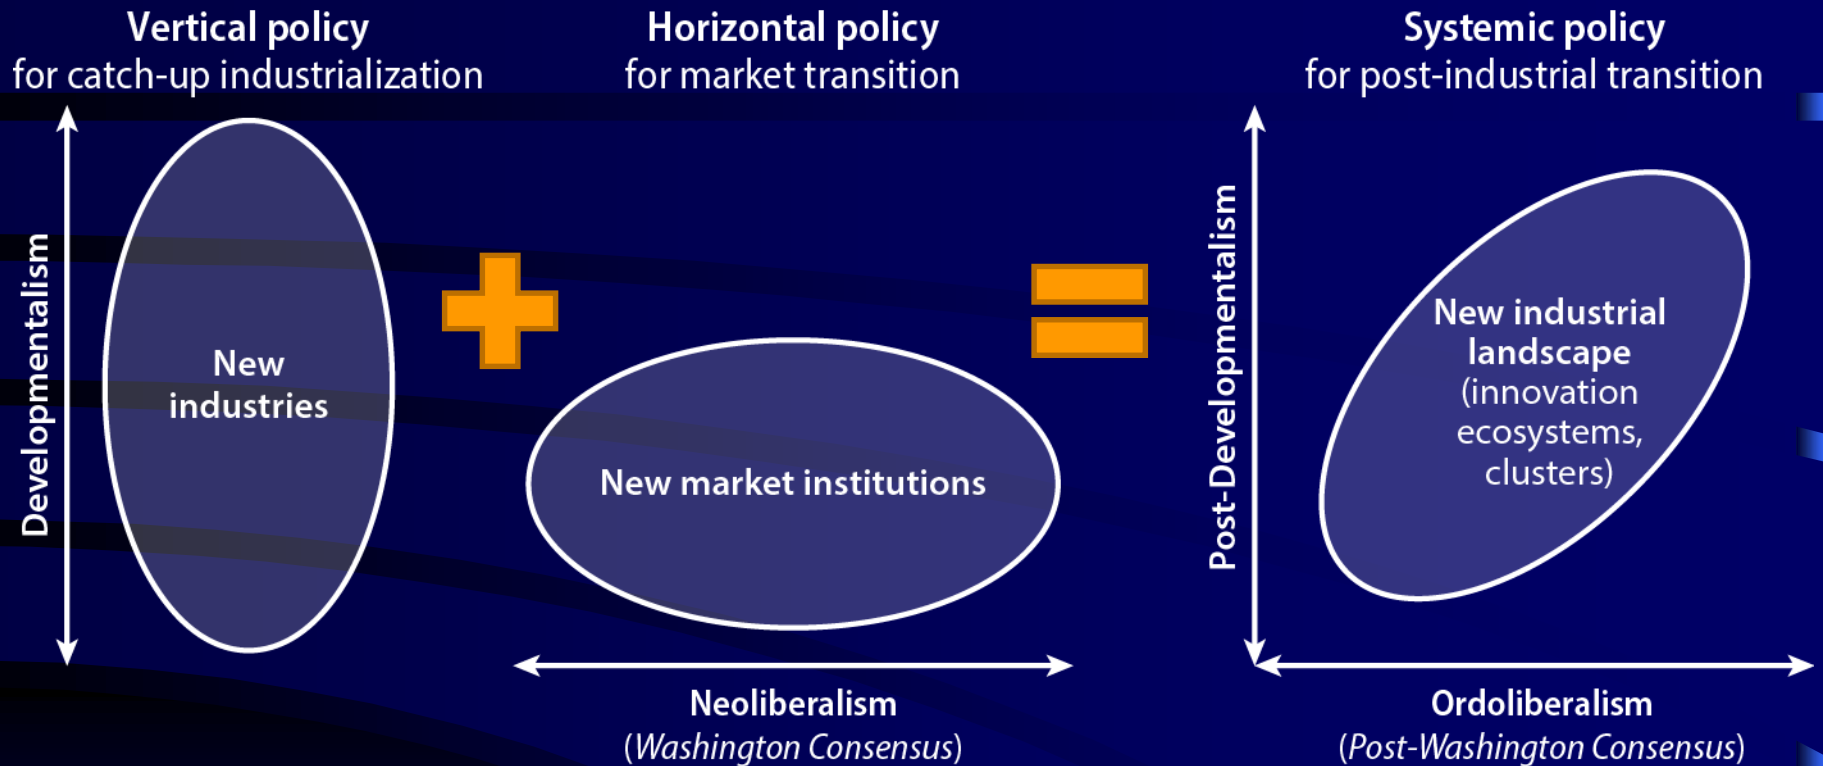 Vertical policy
for catch-up industrialization
Developmentalism
New
industries
Horizontal policy
for market transition
New market institutions
Neoliberalism
(Washington Consensus)
Systemic policy
for post-industrial transition
Post-Developmentalism
New industrial
landscape
(innovation
ecosystems,
clusters)
Ordoliberalism
(Post-Washington Consensus)